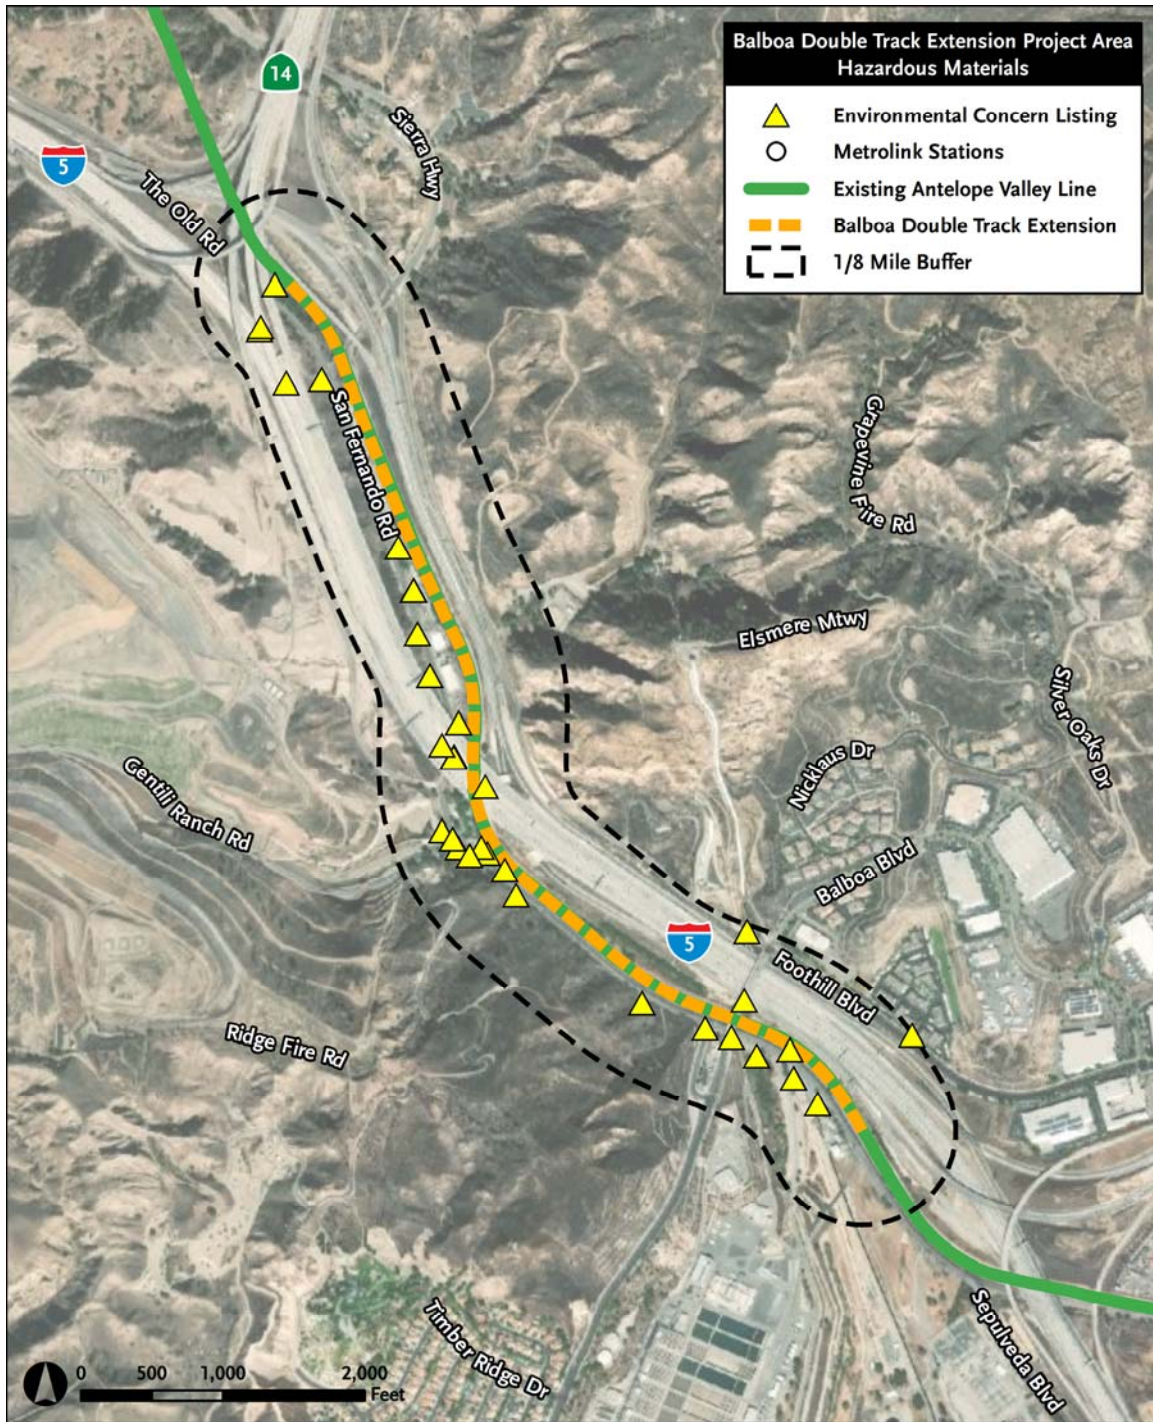 Balboa Double Track Extension Project Area
Hazardous Materials
Environmental Concern Listing
Metrolink Stations
Existing Antelope Valley Line
Balboa Double Track Extension
1/8 Mile Buffer
14
5
Sierra Hwy
The Old Rd
San Fernando Rd
Grapevine Fire Rd
Elsmere Mtwy
Silver Oaks Dr
Nicklaus Dr
Gentili Ranch Rd
Balboa Blvd
5
Foothill Blvd
Ridge Fire Rd
Timber Ridge Dr
Sepulveda Blvd
0 500 1,000 2,000
Feet